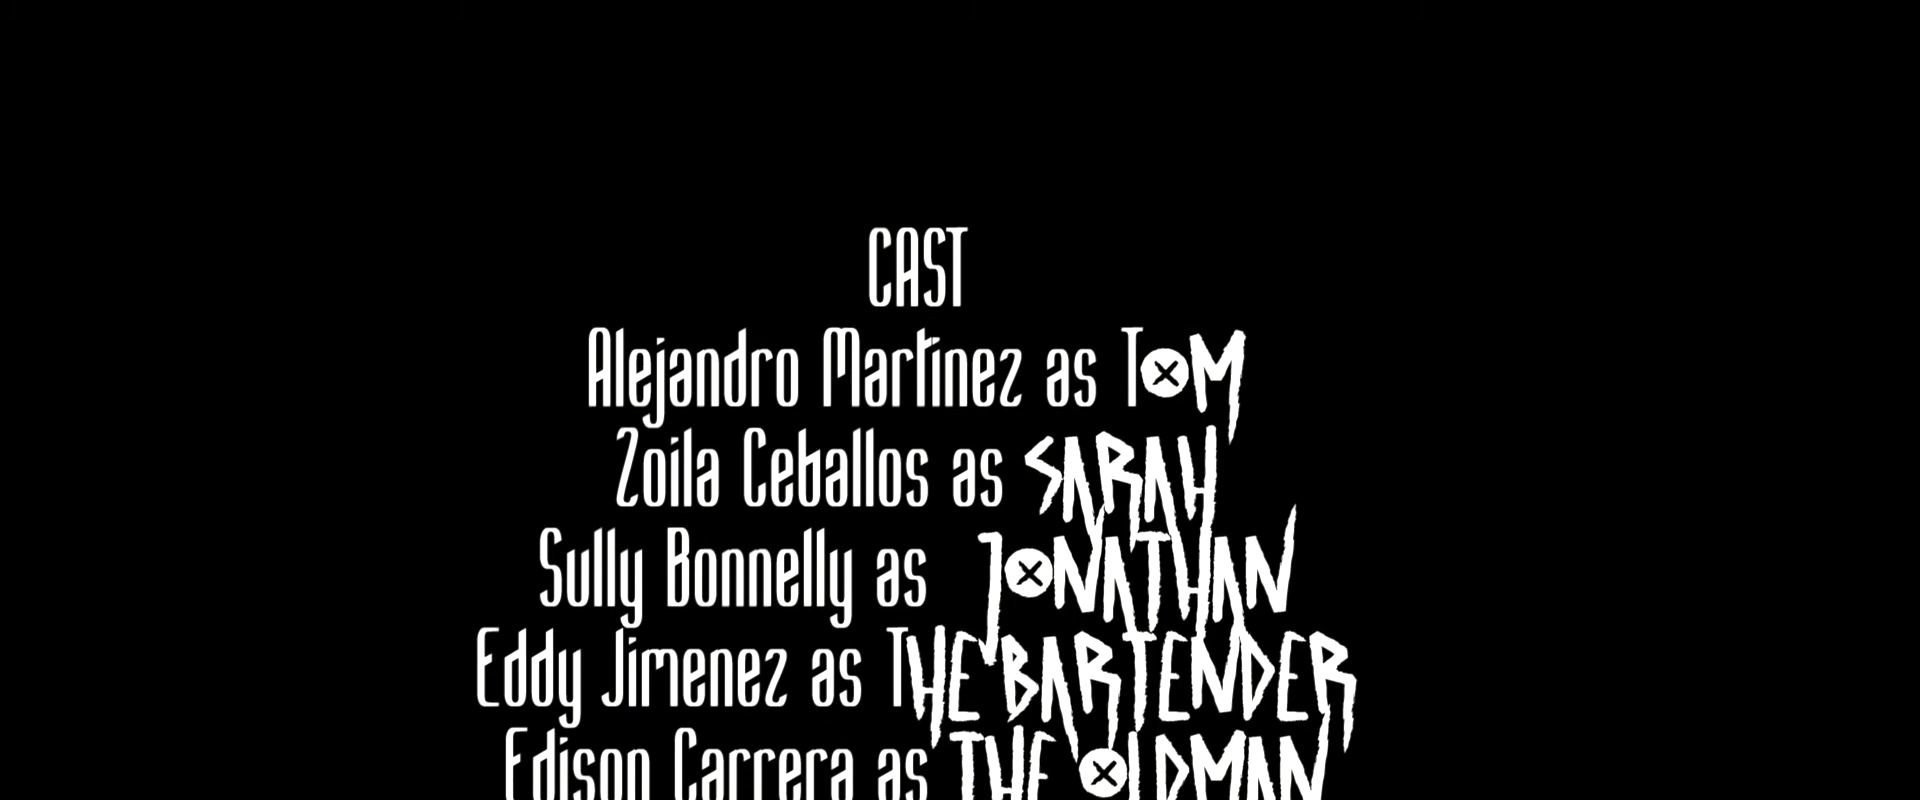 CAST
Alejandro Martinez as TOM
Zoila Ceballos as SARAH
Sully Bonnelly as JONATHAN
Eddy Jimenez as THE BARTENDER
Edison Carrera as THE OLDMAN